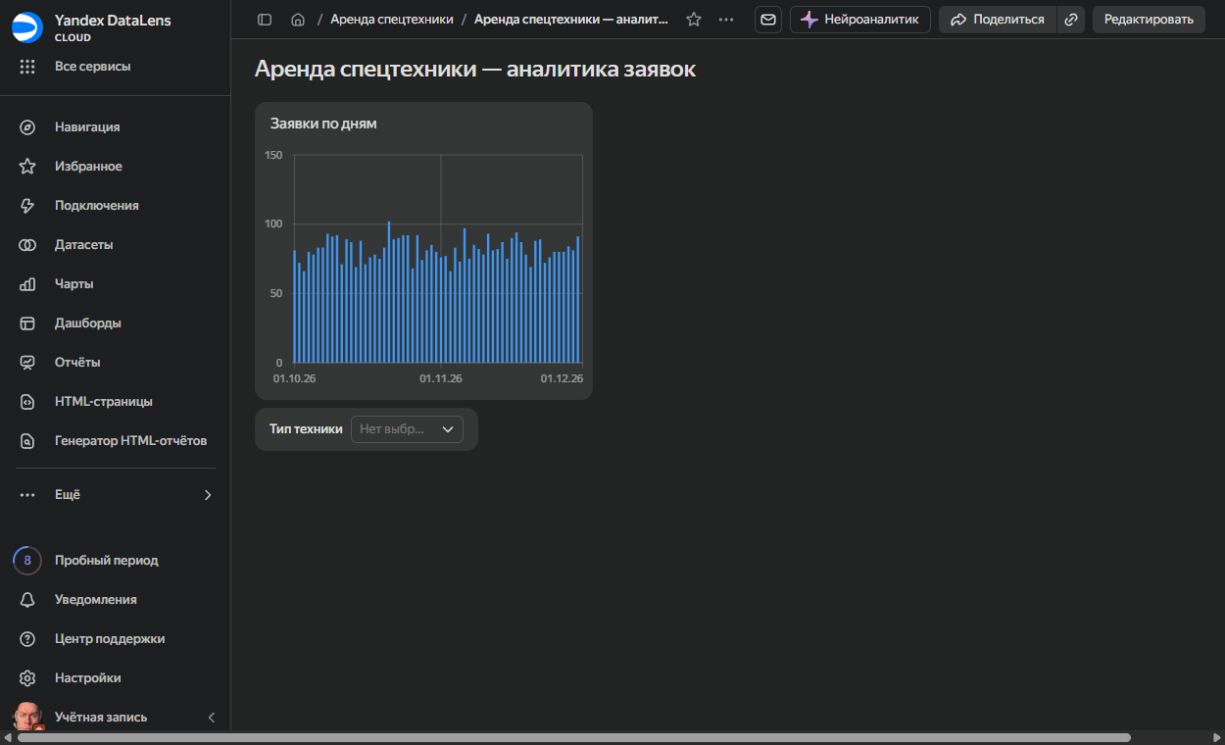 Yandex DataLens
CLOUD
Все сервисы
Навигация
Избранное
Подключения
Датасеты
Чарты
Дашборды
Отчёты
HTML-страницы
Генератор HTML-отчётов
Ещё
8
Пробный период
Уведомления
Центр поддержки
Настройки
Учётная запись
/ Аренда спецтехники / Аренда спецтехники — аналит...
Нейроаналитик
Поделиться
Редактировать
Аренда спецтехники — аналитика заявок
Заявки по дням
150
100
50
0
01.10.26 01.11.26 01.12.26
Тип техники Нет выбр...